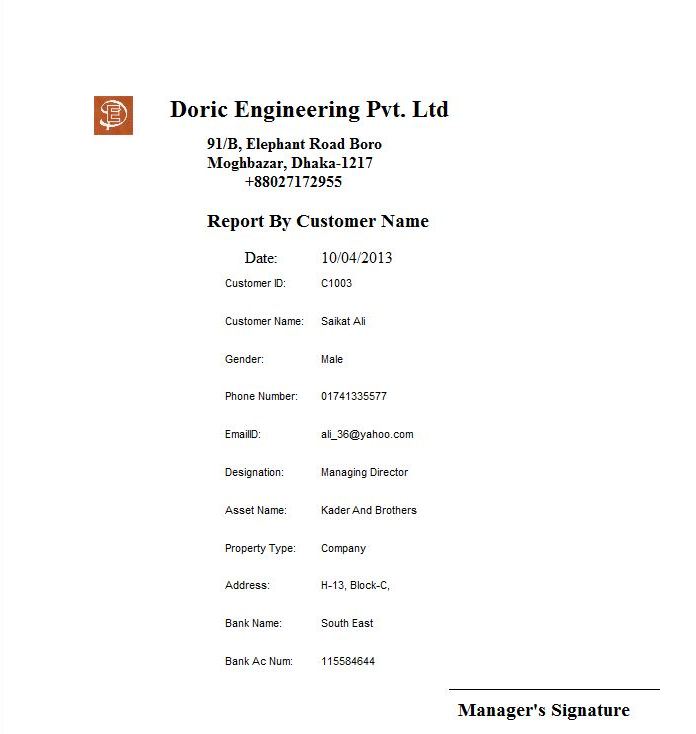 Doric Engineering Pvt. Ltd
91/B, Elephant Road Boro
Moghbazar, Dhaka-1217
+88027172955
Report By Customer Name
Date: 10/04/2013
Customer ID: C1003
Customer Name: Saikat Ali
Gender: Male
Phone Number: 01741335577
EmailID: ali_36@yahoo.com
Designation: Managing Director
Asset Name: Kader And Brothers
Property Type: Company
Address: H-13, Block-C,
Bank Name: South East
Bank Ac Num: 115584644
Manager's Signature